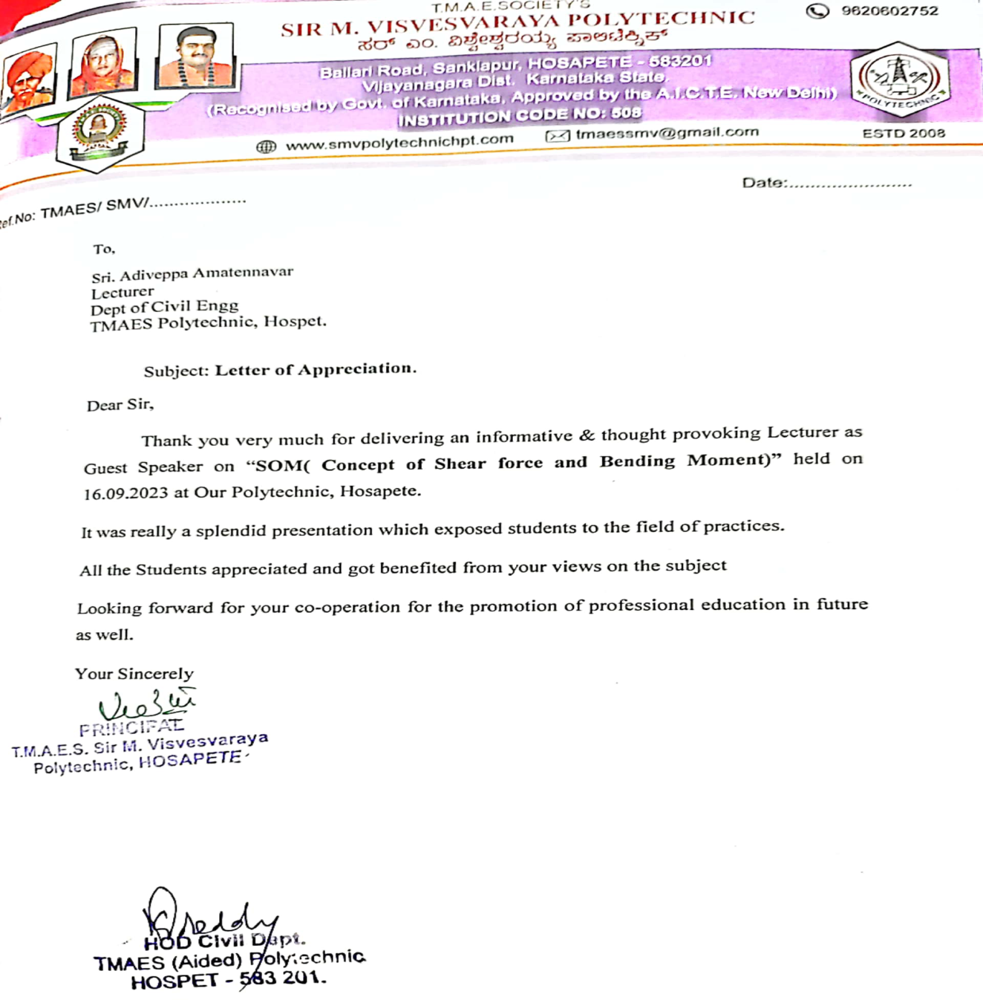 T.M.A.E.SOCIETY'S
SIR M. VISVESVARAYA POLYTECHNIC
ಸರ್ ಎಂ. ವಿಶ್ವೇಶ್ವರಯ್ಯ ಪಾಲಿಟೆಕ್ನಿಕ್
9620602752
Ballari Road, Sanklapur, HOSAPETE - 583201
Vijayanagara Dist. Karnataka State.
(Recognised by Govt. of Karnataka, Approved by the A.I.C.T.E. New Delhi)
INSTITUTION CODE NO: 508
POLYTECHNIC
www.smvpolytechnichpt.com tmaessmv@gmail.com
ESTD 2008
Date:........................
ef.No: TMAES/ SMV/...................
To,
Sri. Adiveppa Amatennavar
Lecturer
Dept of Civil Engg
TMAES Polytechnic, Hospet.
Subject: Letter of Appreciation.
Dear Sir,
Thank you very much for delivering an informative & thought provoking Lecturer as
Guest Speaker on “SOM( Concept of Shear force and Bending Moment)” held on
16.09.2023 at Our Polytechnic, Hosapete.
It was really a splendid presentation which exposed students to the field of practices.
All the Students appreciated and got benefited from your views on the subject
Looking forward for your co-operation for the promotion of professional education in future
as well.
Your Sincerely
PRINCIPAL
T.M.A.E.S. Sir M. Visvesvaraya
Polytechnic, HOSAPETE
HOD Civil Dept.
TMAES (Aided) Polytechnic
HOSPET - 583 201.